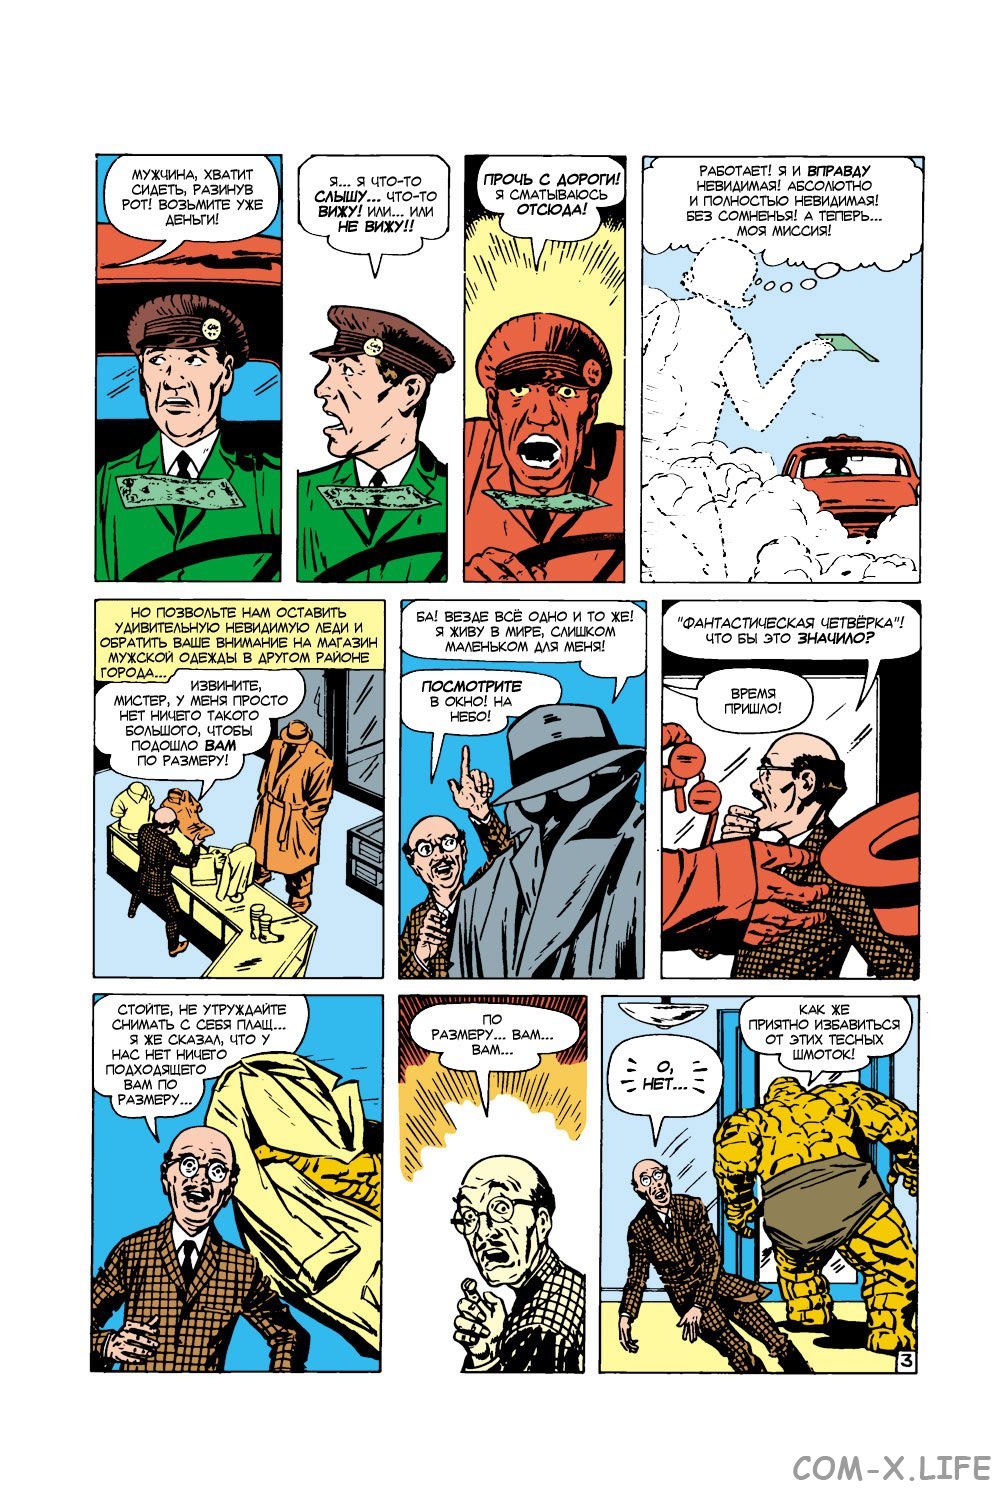 МУЖЧИНА, ХВАТИТ
СИДЕТЬ, РАЗИНУВ
РОТ! ВОЗЬМИТЕ УЖЕ
ДЕНЬГИ!
Я... Я ЧТО-ТО
СЛЫШУ... ЧТО-ТО
ВИЖУ! ИЛИ... ИЛИ
НЕ ВИЖУ!!
ПРОЧЬ С ДОРОГИ!
Я СМАТЫВАЮСЬ
ОТСЮДА!
РАБОТАЕТ! Я И ВПРАВДУ
НЕВИДИМАЯ! АБСОЛЮТНО
И ПОЛНОСТЬЮ НЕВИДИМАЯ!
БЕЗ СОМНЕНЬЯ! А ТЕПЕРЬ...
МОЯ МИССИЯ!
НО ПОЗВОЛЬТЕ НАМ ОСТАВИТЬ
УДИВИТЕЛЬНУЮ НЕВИДИМУЮ ЛЕДИ И
ОБРАТИТЬ ВАШЕ ВНИМАНИЕ НА МАГАЗИН
МУЖСКОЙ ОДЕЖДЫ В ДРУГОМ РАЙОНЕ
ГОРОДА...
ИЗВИНИТЕ,
МИСТЕР, У МЕНЯ ПРОСТО
НЕТ НИЧЕГО ТАКОГО
БОЛЬШОГО, ЧТОБЫ
ПОДОШЛО ВАМ
ПО РАЗМЕРУ!
БА! ВЕЗДЕ ВСЁ ОДНО И ТО ЖЕ!
Я ЖИВУ В МИРЕ, СЛИШКОМ
МАЛЕНЬКОМ ДЛЯ МЕНЯ!
ПОСМОТРИТЕ
В ОКНО! НА
НЕБО!
"ФАНТАСТИЧЕСКАЯ ЧЕТВЁРКА"!
ЧТО БЫ ЭТО ЗНАЧИЛО?
ВРЕМЯ
ПРИШЛО!
СТОЙТЕ, НЕ УТРУЖДАЙТЕ
СНИМАТЬ С СЕБЯ ПЛАЩ...
Я ЖЕ СКАЗАЛ, ЧТО У
НАС НЕТ НИЧЕГО
ПОДХОДЯЩЕГО
ВАМ ПО
РАЗМЕРУ...
ПО
РАЗМЕРУ... ВАМ...
ВАМ...
О,
НЕТ...
КАК ЖЕ
ПРИЯТНО ИЗБАВИТЬСЯ
ОТ ЭТИХ ТЕСНЫХ
ШМОТОК!
3
COM-X.LIFE